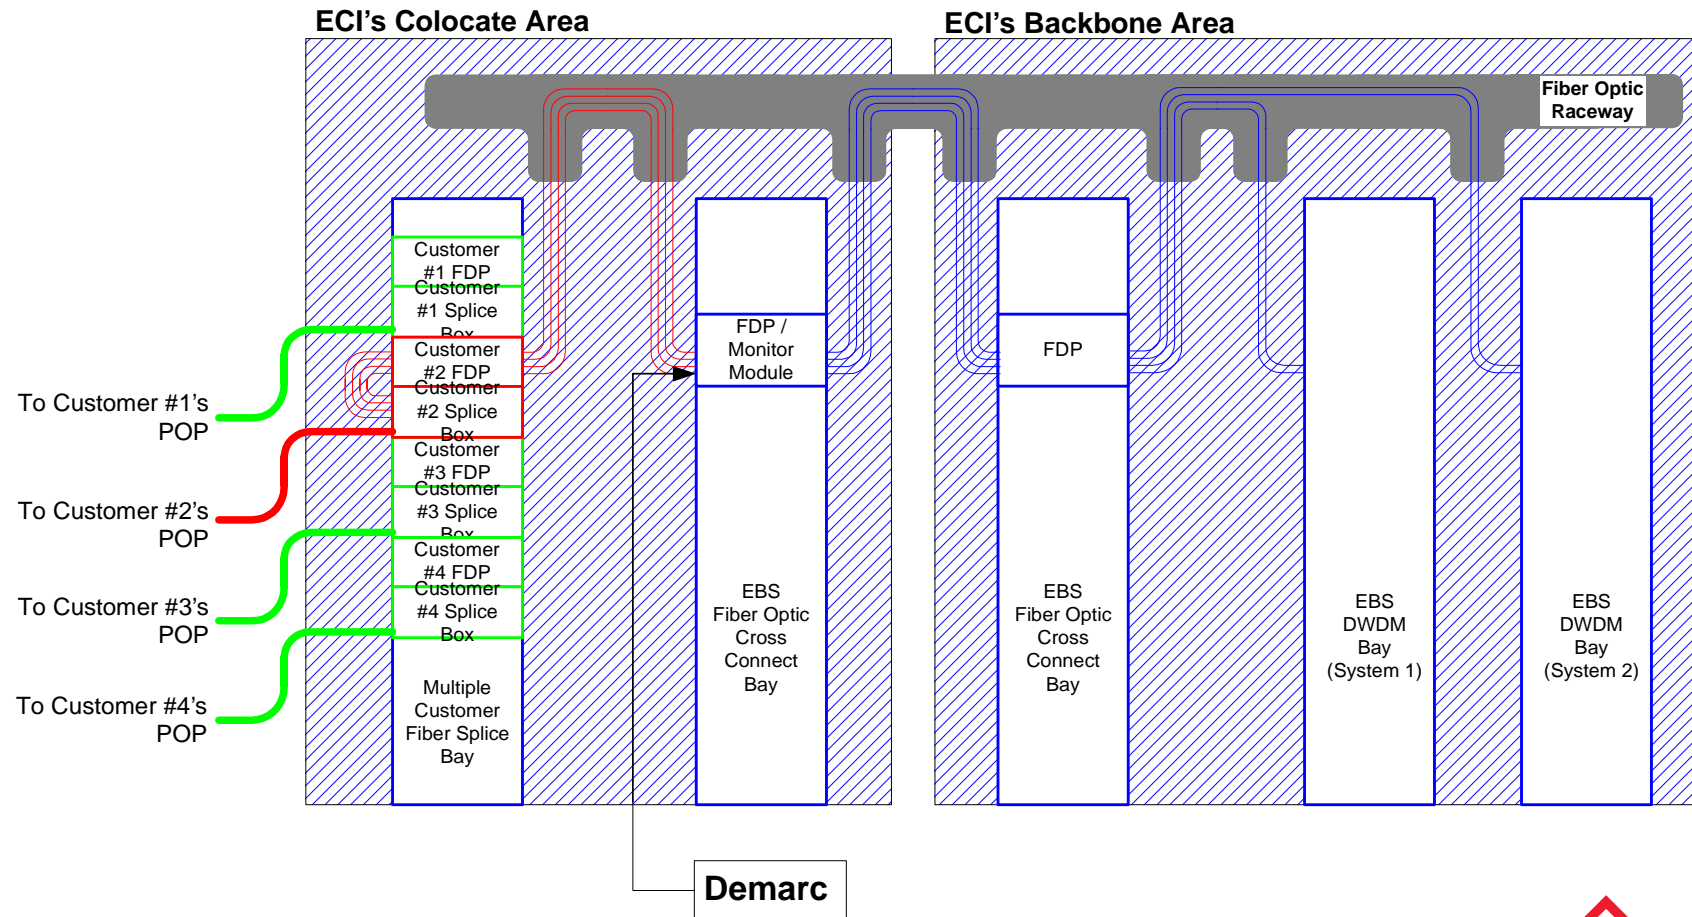 ECI's Colocate Area
ECI's Backbone Area
Fiber Optic
Raceway
Customer
#1 FDP
Customer
#1 Splice
Box
Customer
#2 FDP
Customer
#2 Splice
Box
Customer
#3 FDP
Customer
#3 Splice
Box
Customer
#4 FDP
Customer
#4 Splice
Box
Multiple
Customer
Fiber Splice
Bay
To Customer #1's
POP
To Customer #2's
POP
To Customer #3's
POP
To Customer #4's
POP
FDP /
Monitor
Module
EBS
Fiber Optic
Cross
Connect
Bay
FDP
EBS
Fiber Optic
Cross
Connect
Bay
EBS
DWDM
Bay
(System 1)
EBS
DWDM
Bay
(System 2)
Demarc